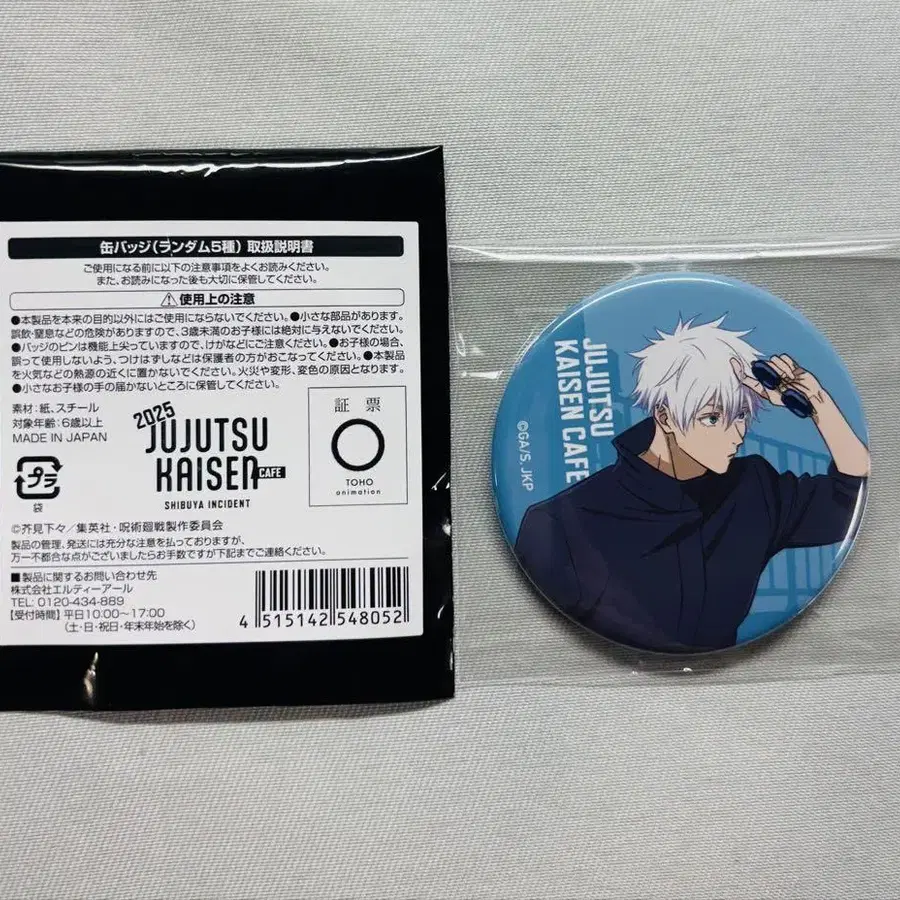 缶バッジ(ランダム5種) 取扱説明書
ご使用になる前に以下の注意事項をよくお読みください。
また、お読みになった後も大切に保管してください。
⚠使用上の注意
●本製品を本来の目的以外にはご使用にならないでください。●小さな部品があります。
誤飲・窒息などの危険がありますので、3歳未満のお子様には絶対に与えないでください。
●バッジのピンは機能上尖っていますので、けがなどにご注意ください。●お子様の場合、
誤って使用しないよう、つけはずしなどは保護者の方がおこなってください。●本製品
を火気などの熱源の近くに置かないでください。火災や変形、変色の原因となります。
●小さなお子様の手の届かないところに保管してください。
素材:紙、スチール
対象年齢:6歳以上
MADE IN JAPAN
プラ
袋
2025
JUJUTSU
KAISEN CAFE
SHIBUYA INCIDENT
証 票
TOHO
animation
©芥見下々/集英社・呪術廻戦製作委員会
製品の管理、発送には充分な注意を払っておりますが、
万一不都合な点がございましたらお手数ですが下記までご連絡ください。
■製品に関するお問い合わせ先
株式会社エルティーアール
TEL: 0120-434-889
【受付時間】平日10:00〜17:00
(土・日・祝日・年末年始を除く)
4 515142 548052
JUJUTSU
KAISEN CAFE
©GA/S, JKP